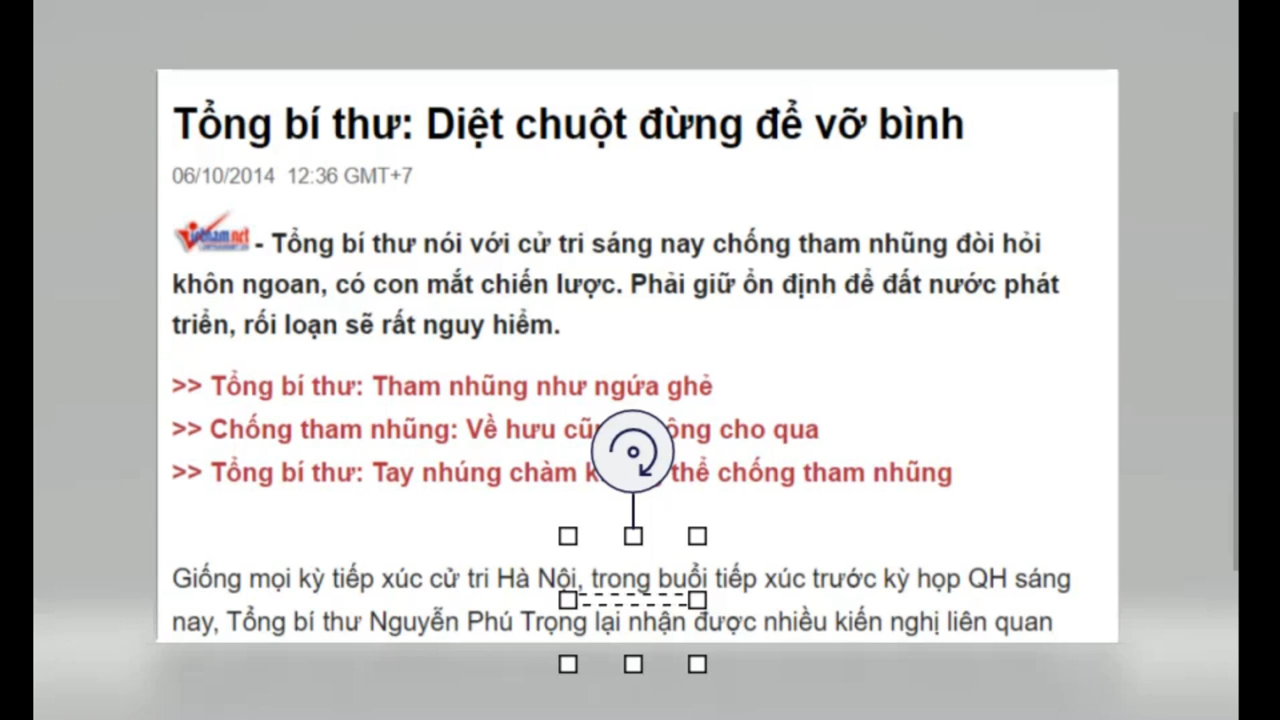 Tổng bí thư: Diệt chuột đừng để vỡ bình
06/10/2014 12:36 GMT+7
Vietnam net - Tổng bí thư nói với cử tri sáng nay chống tham nhũng đòi hỏi
khôn ngoan, có con mắt chiến lược. Phải giữ ổn định để đất nước phát
triển, rối loạn sẽ rất nguy hiểm.
>> Tổng bí thư: Tham nhũng như ngứa ghẻ
>> Chống tham nhũng: Về hưu cho qua
>> Tổng bí thư: Tay nhúng chàm thể chống tham nhũng
Giống mọi kỳ tiếp xúc cử tri Hà Nội, trong buổi tiếp xúc trước kỳ họp QH sáng
nay, Tổng bí thư Nguyễn Phú Trọng lại nhận được nhiều kiến nghị liên quan